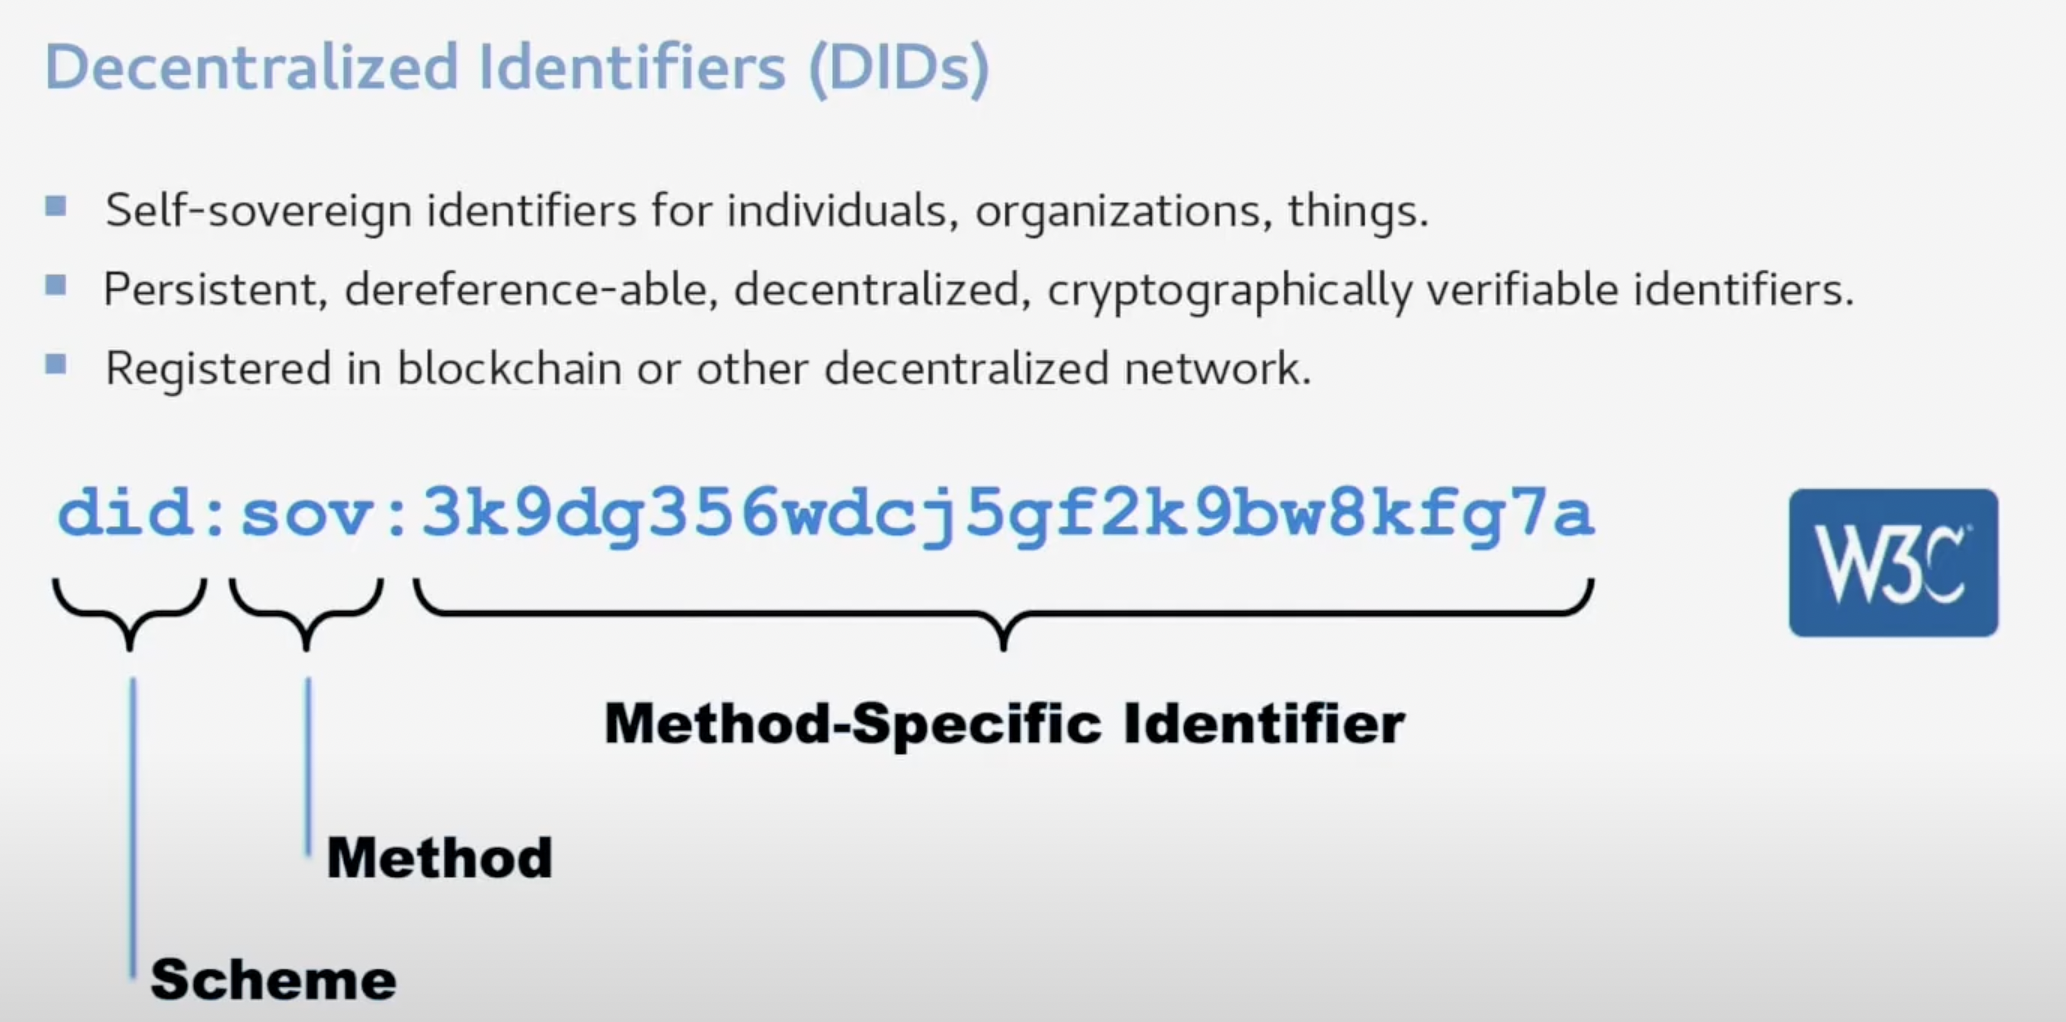 Decentralized Identifiers (DIDs)
Self-sovereign identifiers for individuals, organizations, things.
Persistent, dereference-able, decentralized, cryptographically verifiable identifiers.
Registered in blockchain or other decentralized network.
did:sov:3k9dg356wdcj5gf2k9bw8kfg7a
W3C
Method-Specific Identifier
Method
Scheme